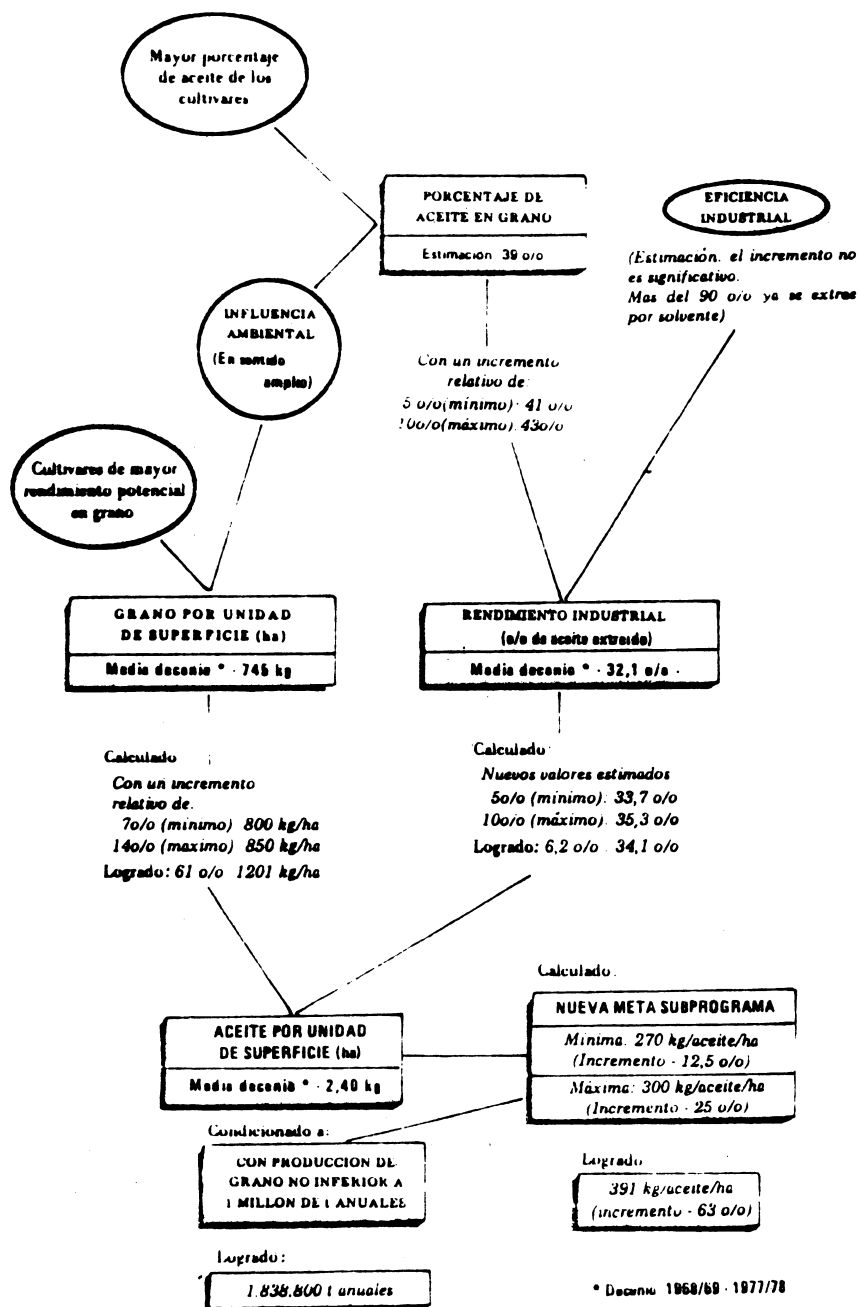 Mayor porcentaje
de aceite de los
cultivares
PORCENTAJE DE
ACEITE EN GRANO
Estimación 39 o/o
EFICIENCIA
INDUSTRIAL
(Estimación. el incremento no
es significativo.
Mas del 90 o/o ya se extrae
por solvente)
INFLUENCIA
AMBIENTAL
(En sentido
amplio)
Con un incremento
relativo de:
5 o/o (mínimo) · 41 o/o
10o/o (máximo). 43o/o
Cultivares de mayor
rendimiento potencial
en grano
GRANO POR UNIDAD
DE SUPERFICIE (ha)
Media decenio * · 745 kg
RENDIMIENTO INDUSTRIAL
(o/o de aceite extraido)
Media decenio * · 32,1 o/o ·
Calculado
Con un incremento
relativo de.
7o/o (mínimo) 800 kg/ha
14o/o (maximo) 850 kg/ha
Logrado: 61 o/o 1201 kg/ha
Calculado:
Nuevos valores estimados
5o/o (mínimo). 33,7 o/o
10o/o (máximo). 35,3 o/o
Logrado: 6,2 o/o . 34,1 o/o
ACEITE POR UNIDAD
DE SUPERFICIE (ha)
Media decenio * · 2,40 kg
Calculado.
NUEVA META SUBPROGRAMA
Mínima. 270 kg/aceite/ha
(Incremento · 12,5 o/o)
Máxima: 300 kg/aceite/ha
(Incremento · 25 o/o)
Condicionado a:
CON PRODUCCION DE
GRANO NO INFERIOR A
1 MILLON DE t ANUALES
Logrado
391 kg/aceite/ha
(incremento · 63 o/o)
Logrado:
1.838.800 t anuales
* Decenio 1968/69 · 1977/78